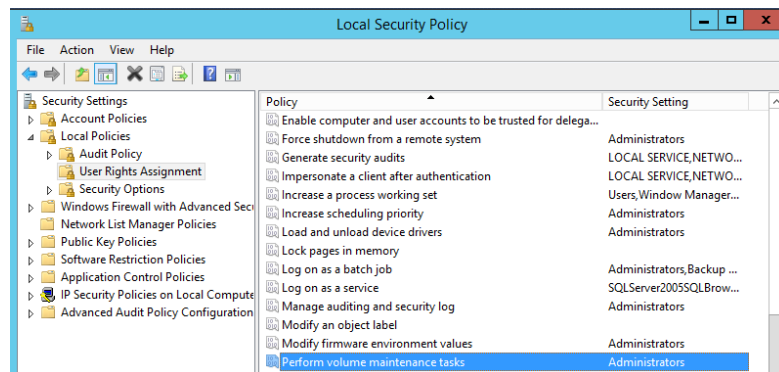 Local Security Policy
File Action View Help
Security Settings
Account Policies
Local Policies
Audit Policy
User Rights Assignment
Security Options
Windows Firewall with Advanced Secu
Network List Manager Policies
Public Key Policies
Software Restriction Policies
Application Control Policies
IP Security Policies on Local Compute
Advanced Audit Policy Configuration
Policy Security Setting
Enable computer and user accounts to be trusted for delega...
Force shutdown from a remote system Administrators
Generate security audits LOCAL SERVICE,NETWO...
Impersonate a client after authentication LOCAL SERVICE,NETWO...
Increase a process working set Users,Window Manager...
Increase scheduling priority Administrators
Load and unload device drivers Administrators
Lock pages in memory
Log on as a batch job Administrators,Backup ...
Log on as a service SQLServer2005SQLBrow...
Manage auditing and security log Administrators
Modify an object label
Modify firmware environment values Administrators
Perform volume maintenance tasks Administrators